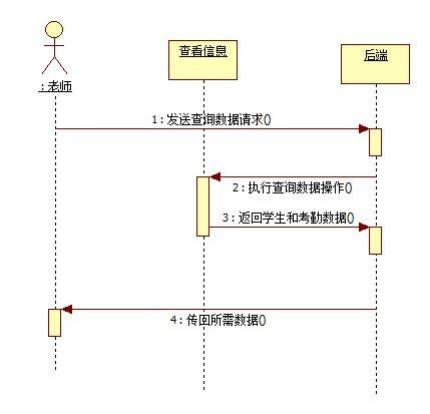 查看信息
后端
: 老师
1 : 发送查询数据请求()
2 : 执行查询数据操作()
3 : 返回学生和考勤数据()
4 : 传回所需数据()